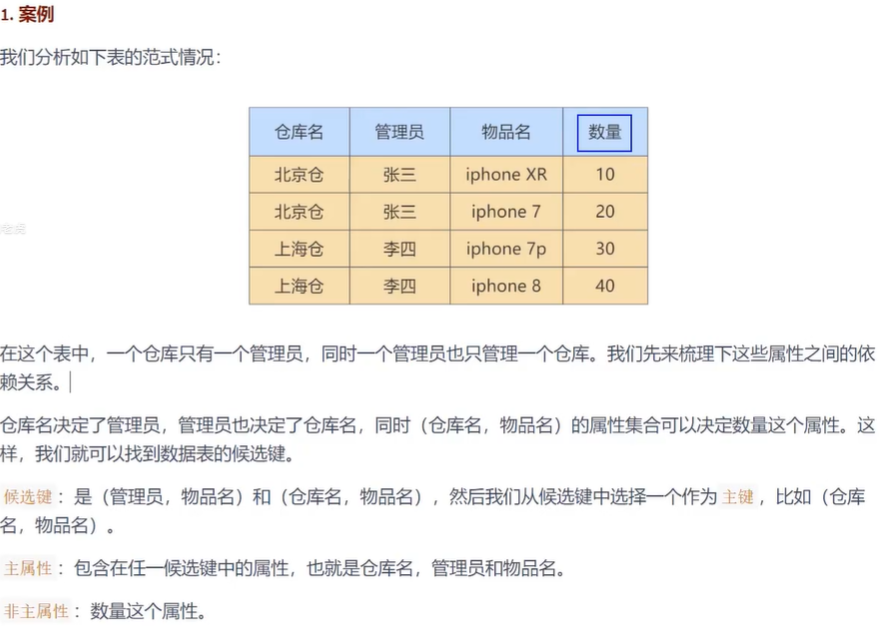 1. 案例
我们分析如下表的范式情况：
仓库名 管理员 物品名 数量
北京仓 张三 iphone XR 10
北京仓 张三 iphone 7 20
上海仓 李四 iphone 7p 30
上海仓 李四 iphone 8 40
在这个表中，一个仓库只有一个管理员，同时一个管理员也只管理一个仓库。我们先来梳理下这些属性之间的依
赖关系。
仓库名决定了管理员，管理员也决定了仓库名，同时（仓库名，物品名）的属性集合可以决定数量这个属性。这
样，我们就可以找到数据表的候选键。
候选键：是（管理员，物品名）和（仓库名，物品名），然后我们从候选键中选择一个作为 主键 ，比如（仓库
名，物品名）。
主属性：包含在任一候选键中的属性，也就是仓库名，管理员和物品名。
非主属性：数量这个属性。